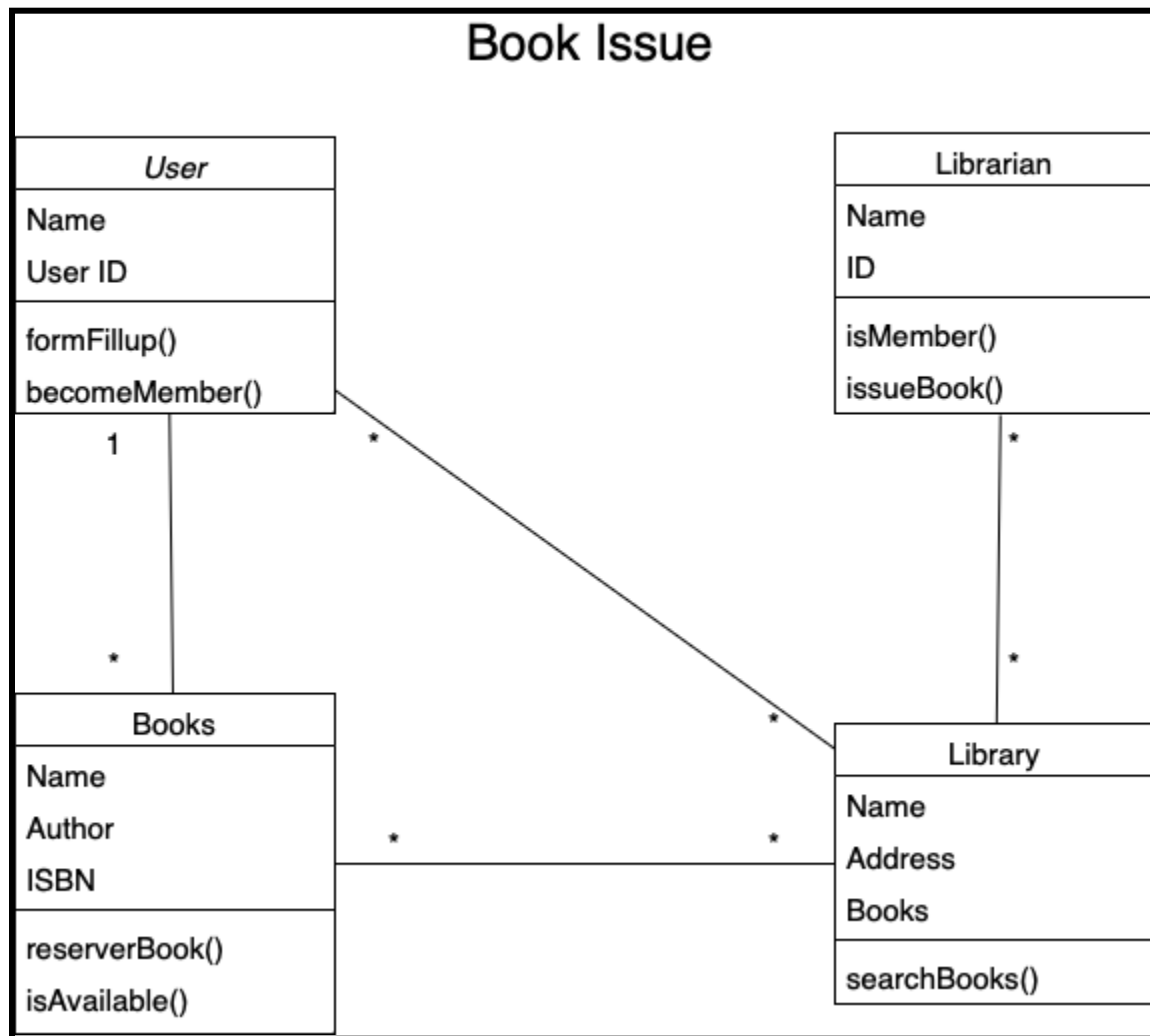 Book Issue
User
Name
User ID
formFillup()
becomeMember()
Librarian
Name
ID
isMember()
issueBook()
1
*
*
*
*
*
Books
Name
Author
ISBN
reserverBook()
isAvailable()
*
*
*
Library
Name
Address
Books
searchBooks()